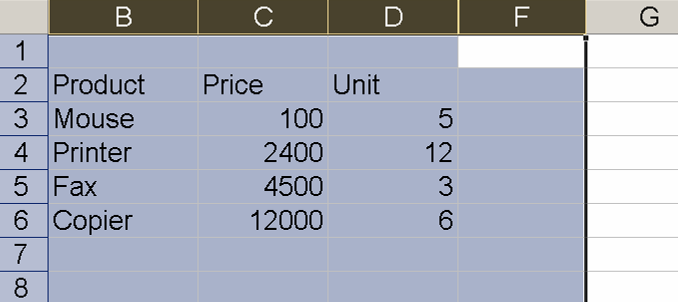 B C D F G
1
2 Product Price Unit
3 Mouse 100 5
4 Printer 2400 12
5 Fax 4500 3
6 Copier 12000 6
7
8